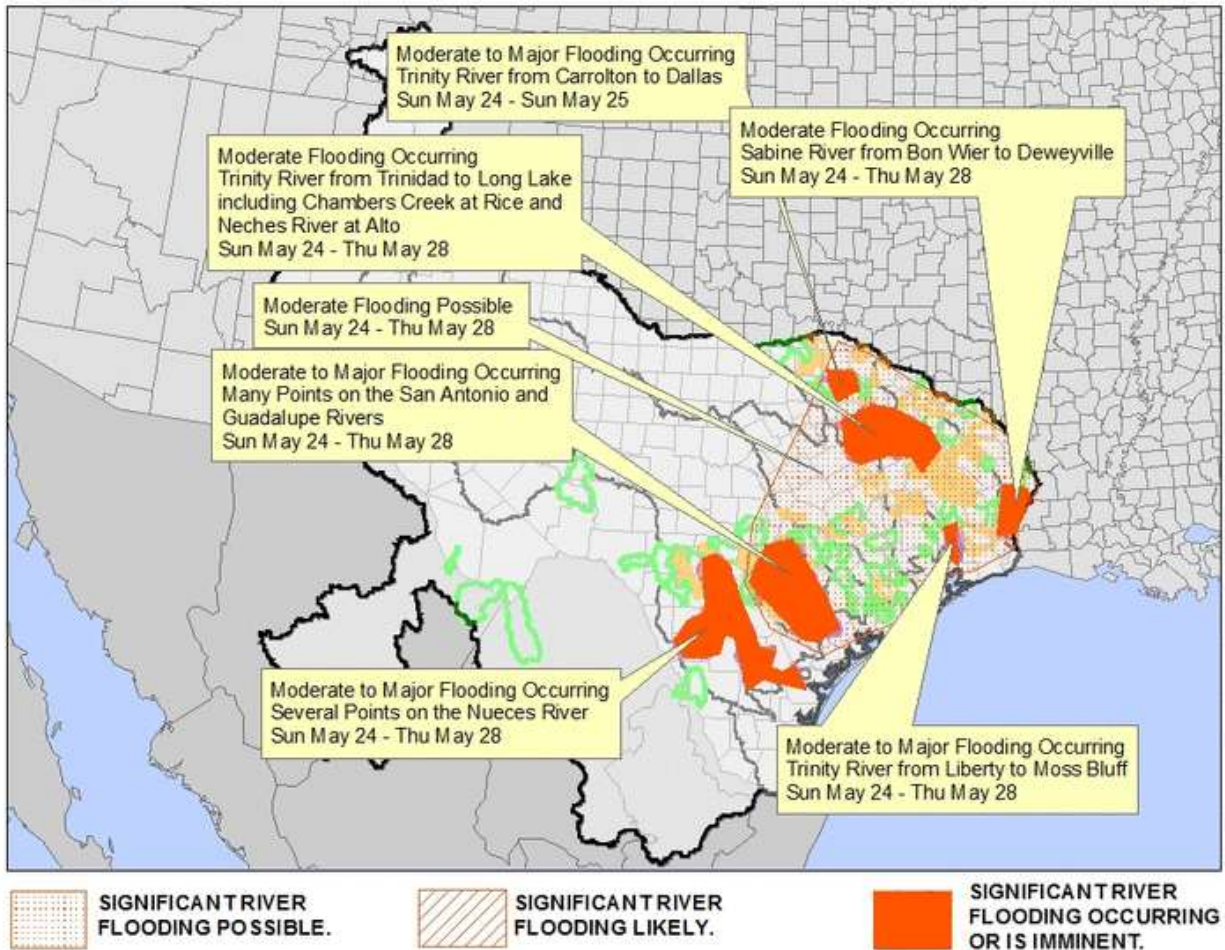 Moderate to Major Flooding Occurring
Trinity River from Carrolton to Dallas
Sun May 24 - Sun May 25
Moderate Flooding Occurring
Sabine River from Bon Wier to Deweyville
Sun May 24 - Thu May 28
Moderate Flooding Occurring
Trinity River from Trinidad to Long Lake
including Chambers Creek at Rice and
Neches River at Alto
Sun May 24 - Thu May 28
Moderate Flooding Possible
Sun May 24 - Thu May 28
Moderate to Major Flooding Occurring
Many Points on the San Antonio and
Guadalupe Rivers
Sun May 24 - Thu May 28
Moderate to Major Flooding Occurring
Several Points on the Nueces River
Sun May 24 - Thu May 28
Moderate to Major Flooding Occurring
Trinity River from Liberty to Moss Bluff
Sun May 24 - Thu May 28
SIGNIFICANT RIVER
FLOODING POSSIBLE.
SIGNIFICANT RIVER
FLOODING LIKELY.
SIGNIFICANT RIVER
FLOODING OCCURRING
OR IS IMMINENT.